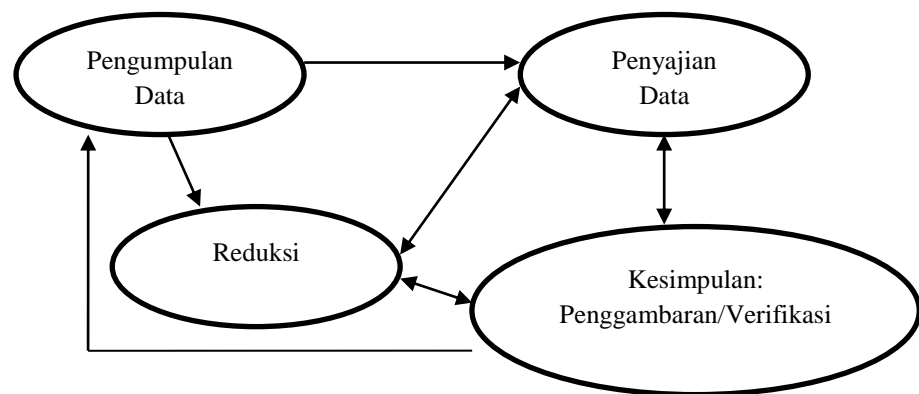 Pengumpulan
Data
Penyajian
Data
Reduksi
Kesimpulan:
Penggambaran/Verifikasi